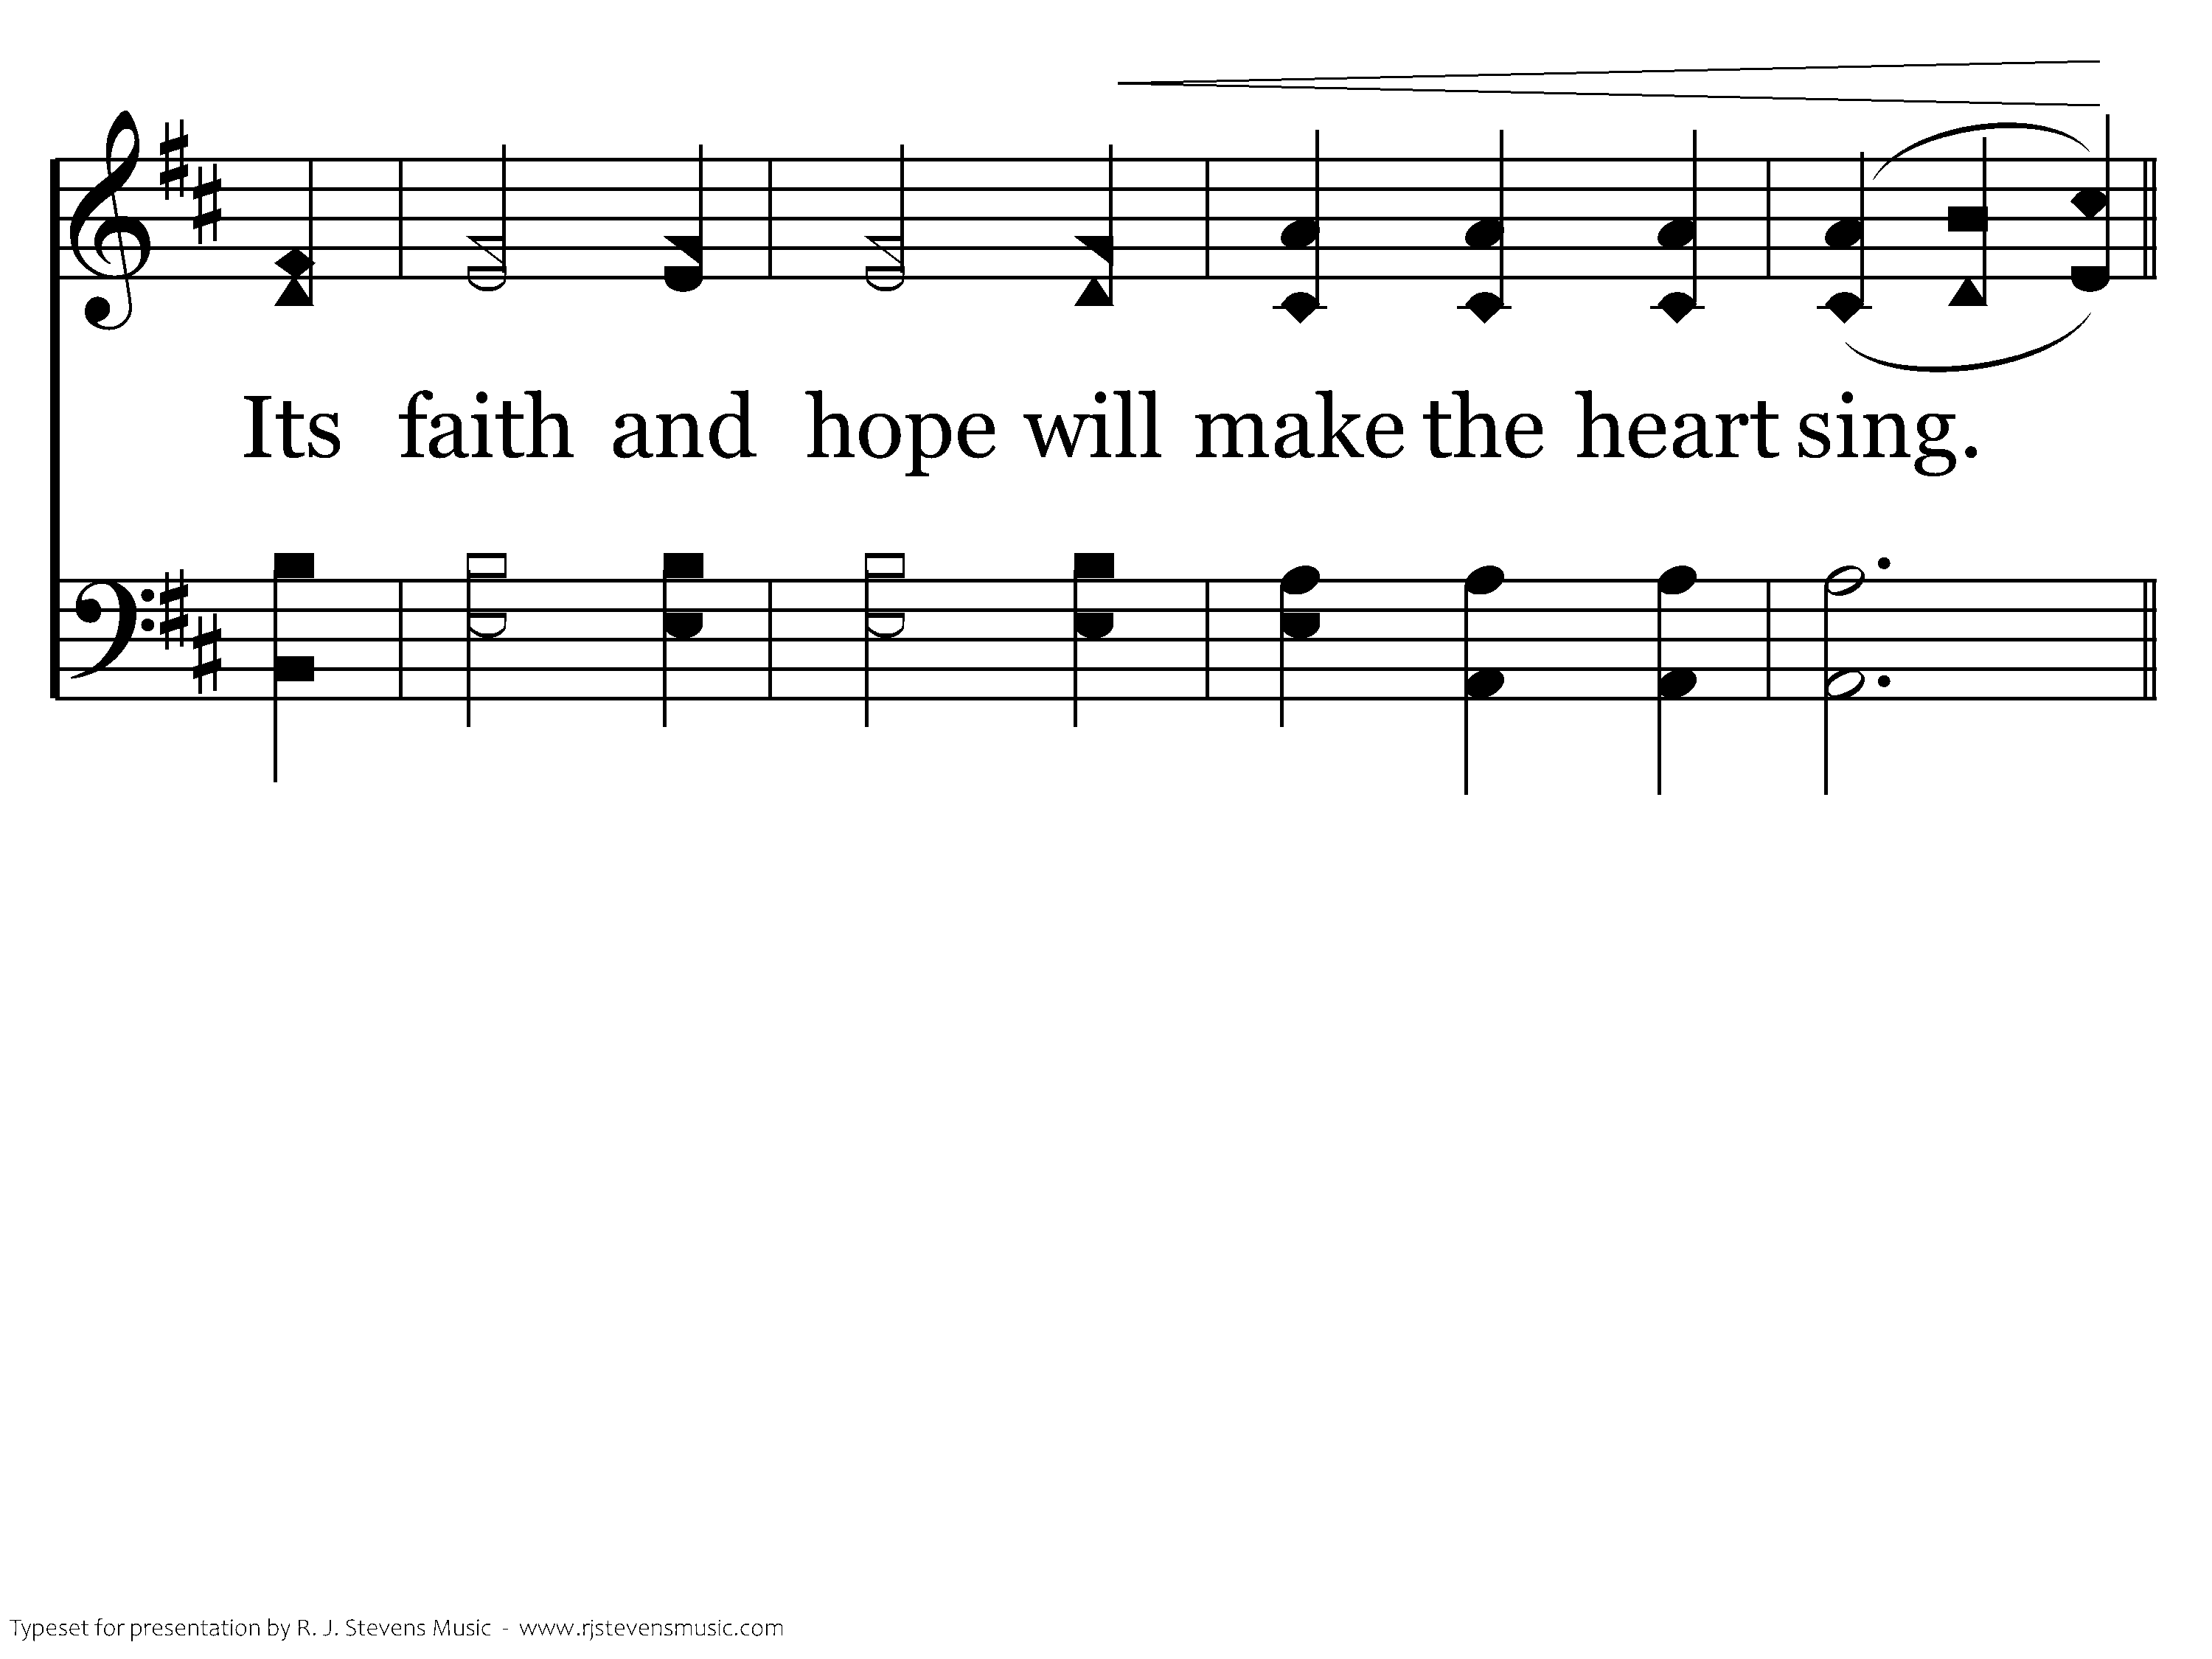 Its faith and hope will make the heart sing.
Typeset for presentation by R. J. Stevens Music - www.rjstevensmusic.com